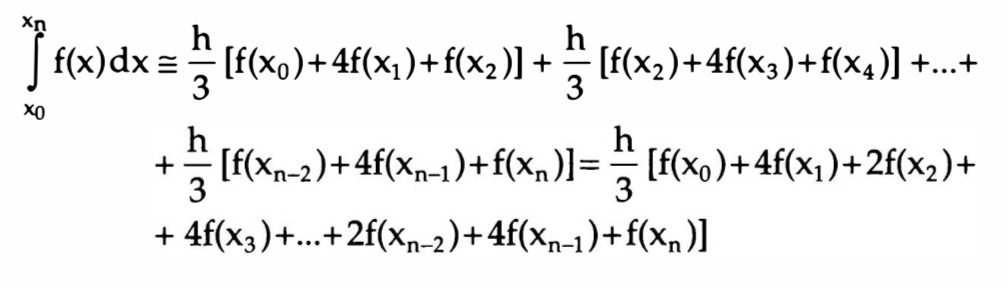 ∫_{x₀}^{xₙ} f(x)dx ≅ h/3 [f(x₀)+4f(x₁)+f(x₂)] + h/3 [f(x₂)+4f(x₃)+f(x₄)] +...+
+ h/3 [f(xₙ₋₂)+4f(xₙ₋₁)+f(xₙ)]= h/3 [f(x₀)+4f(x₁)+2f(x₂)+
+ 4f(x₃)+...+2f(xₙ₋₂)+4f(xₙ₋₁)+f(xₙ)]